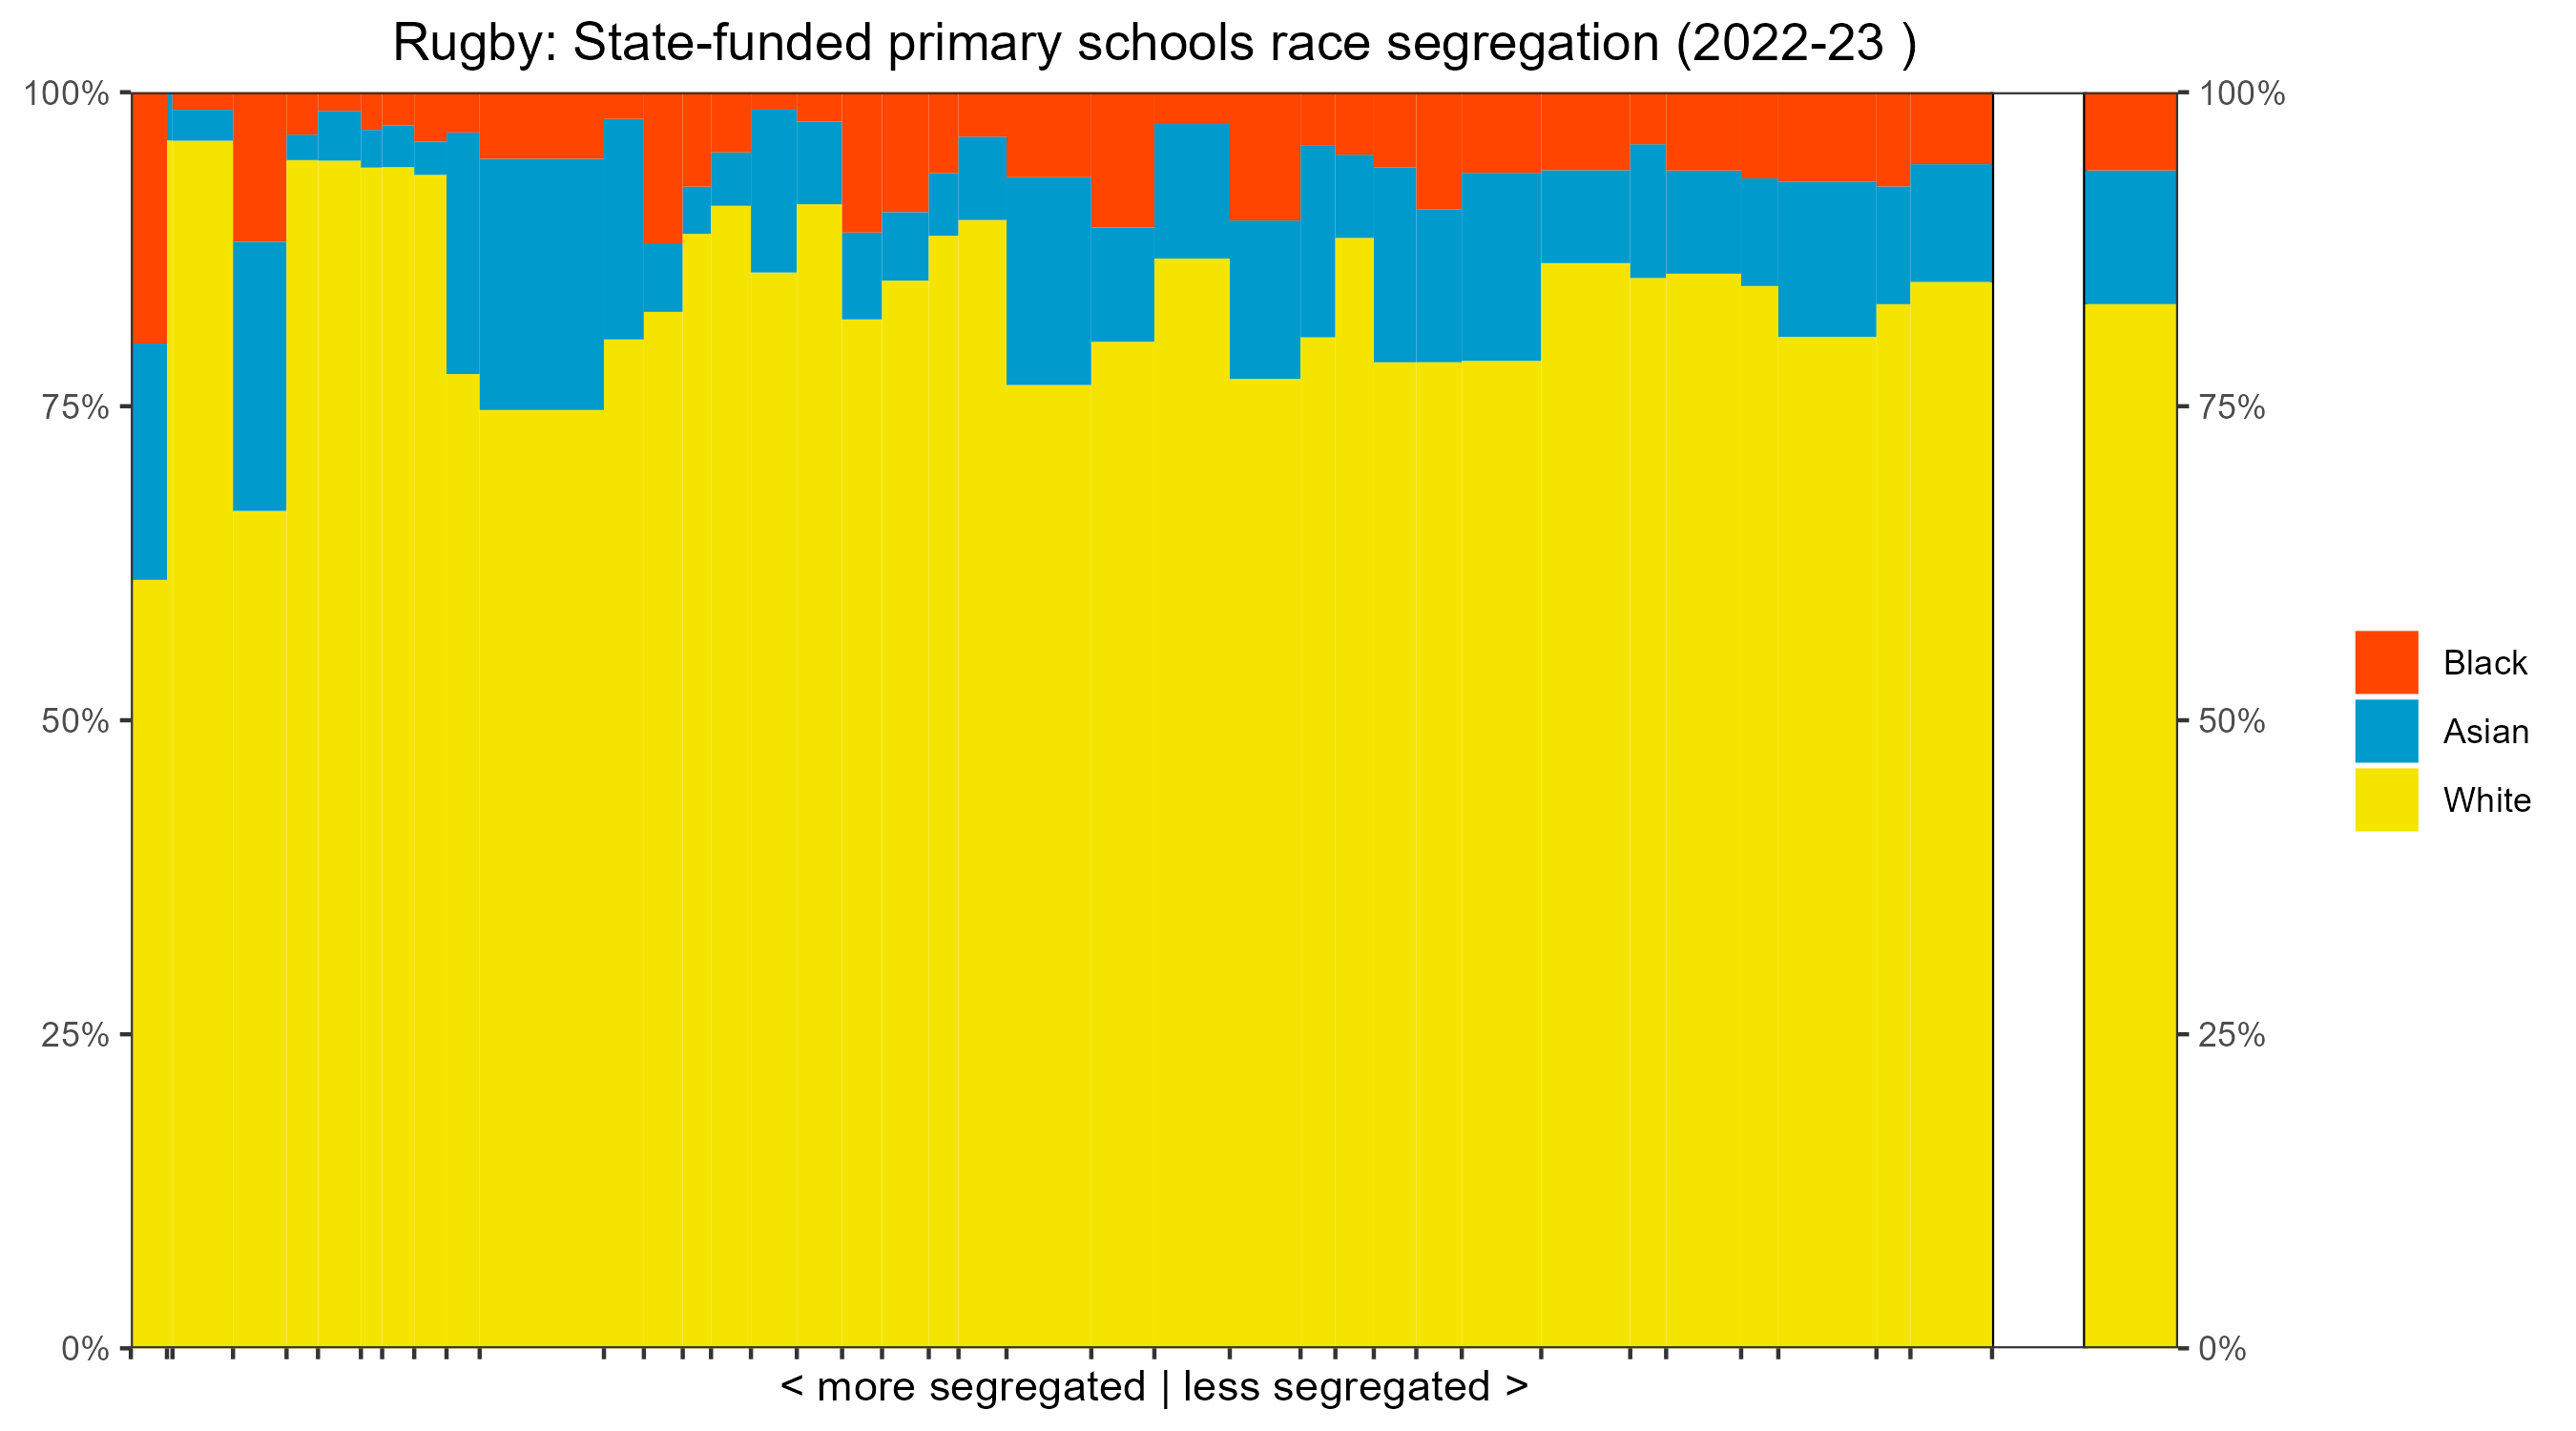 Rugby: State-funded primary schools race segregation (2022-23 )
100%
75%
50%
25%
0%
100%
75%
50%
25%
0%
Black
Asian
White
< more segregated | less segregated >